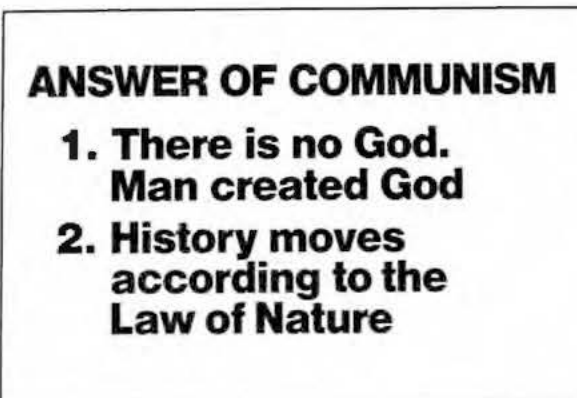 ANSWER OF COMMUNISM
1. There is no God.
Man created God
2. History moves
according to the
Law of Nature